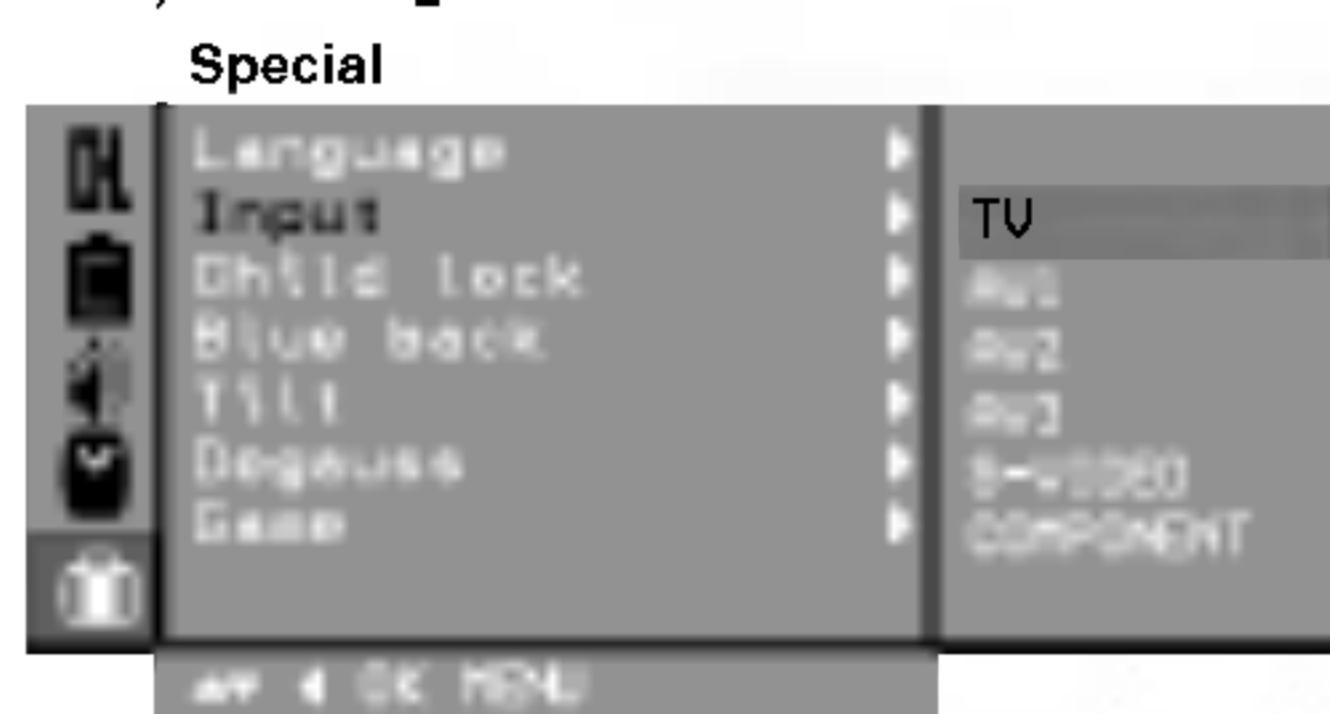 Special
Language
Input
Child lock
Blue back
Tilt
Degauss
Game
TV
AV1
AV2
AV3
S-VIDEO
COMPONENT
OK MENU